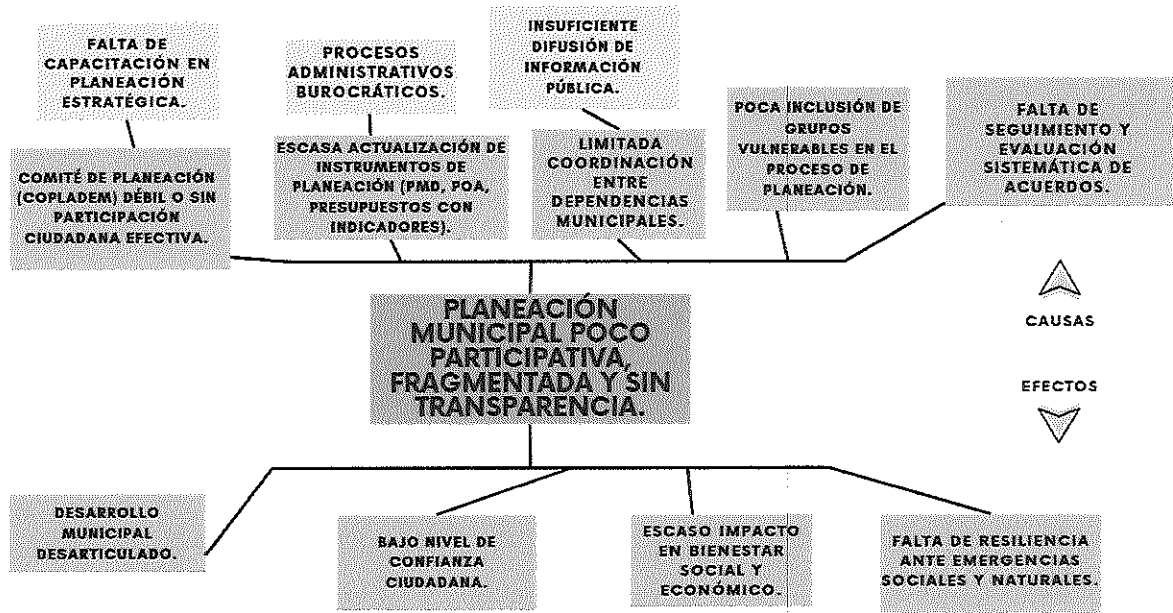 FALTA DE
CAPACITACIÓN EN
PLANEACIÓN
ESTRATÉGICA.
PROCESOS
ADMINISTRATIVOS
BUROCRÁTICOS.
INSUFICIENTE
DIFUSIÓN DE
INFORMACIÓN
PÚBLICA.
COMITÉ DE PLANEACIÓN
(COPLADEM) DÉBIL O SIN
PARTICIPACIÓN
CIUDADANA EFECTIVA.
ESCASA ACTUALIZACIÓN DE
INSTRUMENTOS DE
PLANEACIÓN (PMD, POA,
PRESUPUESTOS CON
INDICADORES).
LIMITADA
COORDINACIÓN
ENTRE
DEPENDENCIAS
MUNICIPALES.
POCA INCLUSIÓN DE
GRUPOS
VULNERABLES EN EL
PROCESO DE
PLANEACIÓN.
FALTA DE
SEGUIMIENTO Y
EVALUACIÓN
SISTEMÁTICA DE
ACUERDOS.
PLANEACIÓN
MUNICIPAL POCO
PARTICIPATIVA,
FRAGMENTADA Y SIN
TRANSPARENCIA.
CAUSAS
EFECTOS
DESARROLLO
MUNICIPAL
DESARTICULADO.
BAJO NIVEL DE
CONFIANZA
CIUDADANA.
ESCASO IMPACTO
EN BIENESTAR
SOCIAL Y
ECONÓMICO.
FALTA DE RESILIENCIA
ANTE EMERGENCIAS
SOCIALES Y NATURALES.